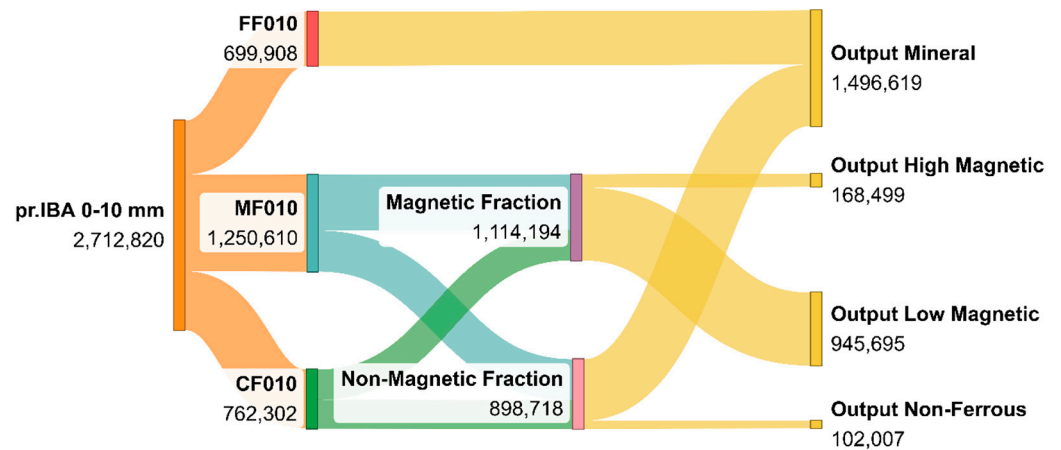 pr.IBA 0-10 mm
2,712,820
FF010
699,908
MF010
1,250,610
CF010
762,302
Magnetic Fraction
1,114,194
Non-Magnetic Fraction
898,718
Output Mineral
1,496,619
Output High Magnetic
168,499
Output Low Magnetic
945,695
Output Non-Ferrous
102,007